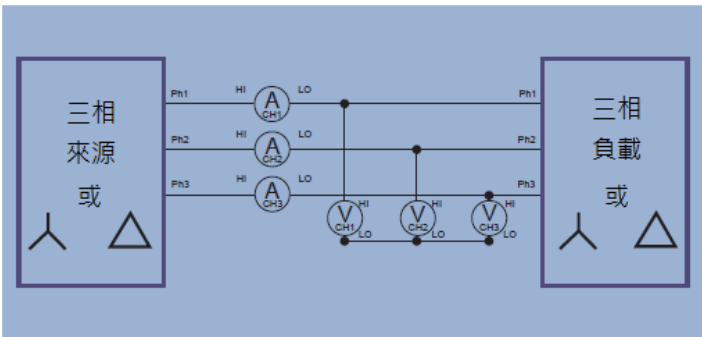 三相
來源
或
Ph1
HI
A
CH1
LO
Ph1
Ph2
HI
A
CH2
LO
Ph2
Ph3
HI
A
CH3
LO
Ph3
V
CH1
HI
LO
V
CH2
HI
LO
V
CH3
HI
LO
三相
負載
或